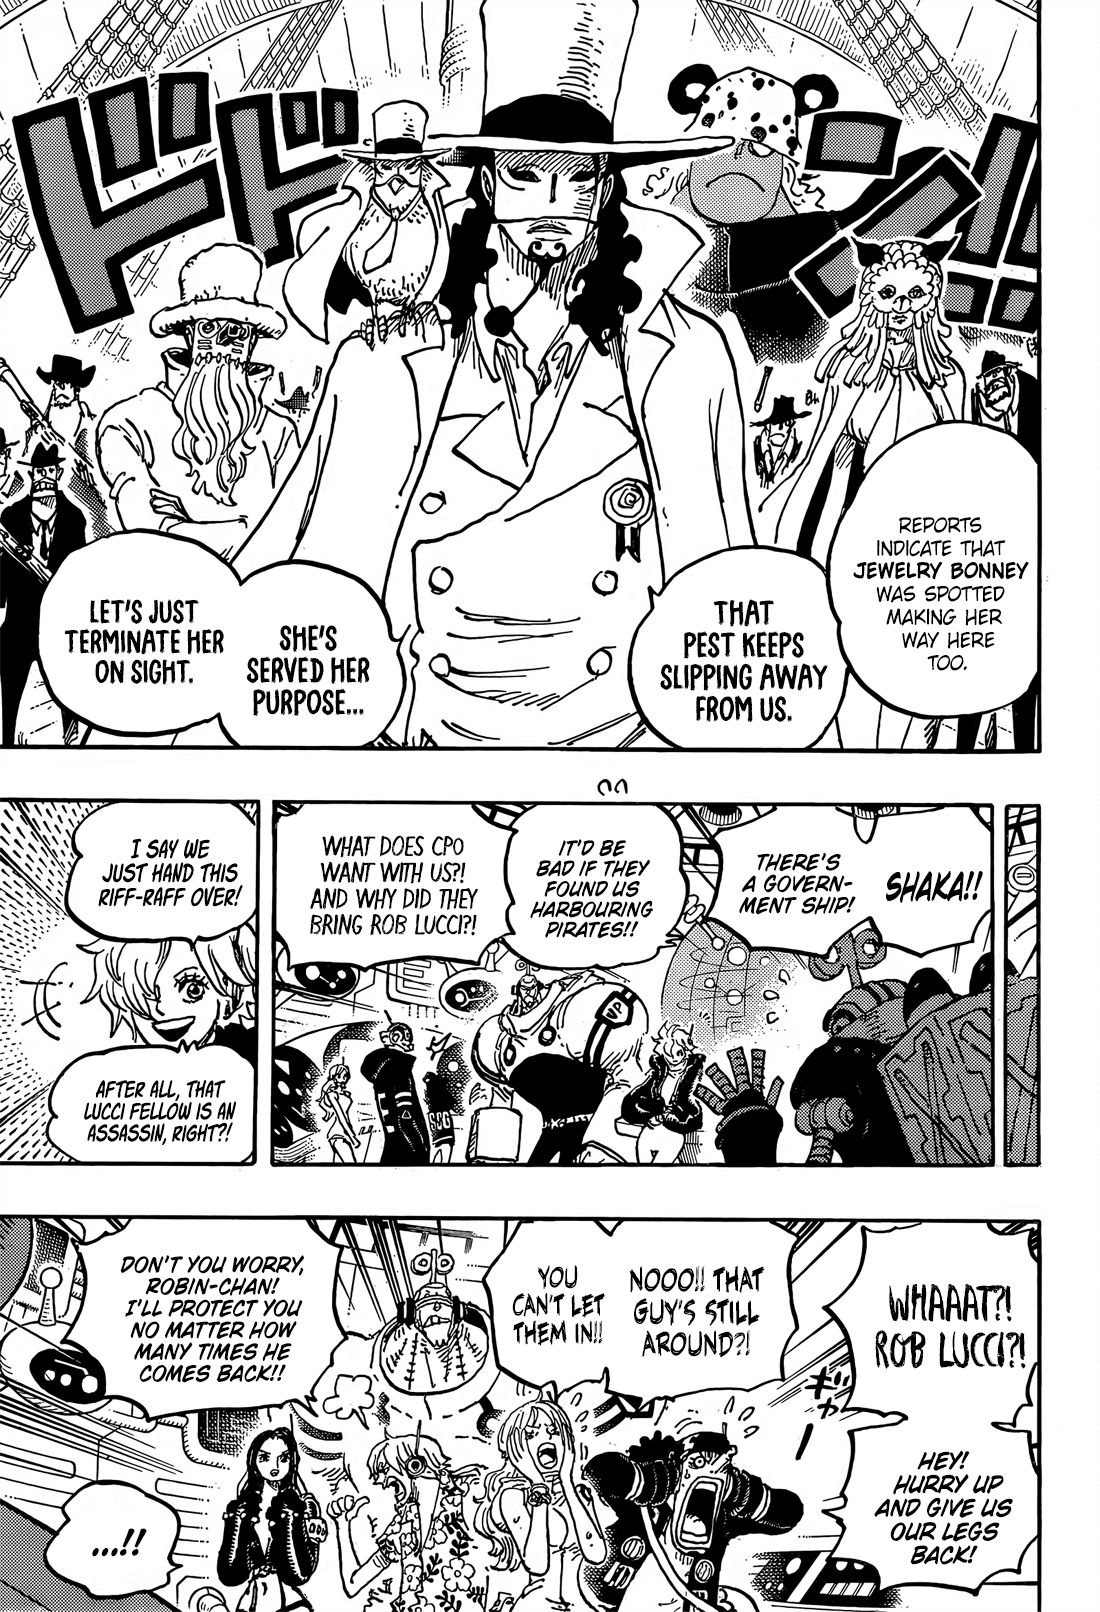 ドドン!!
REPORTS
INDICATE THAT
JEWELRY BONNEY
WAS SPOTTED
MAKING HER
WAY HERE
TOO.
THAT
PEST KEEPS
SLIPPING AWAY
FROM US.
SHE'S
SERVED HER
PURPOSE...
LET'S JUST
TERMINATE HER
ON SIGHT.
SHAKA!!
THERE'S
A GOVERN-
MENT SHIP!
IT'D BE
BAD IF THEY
FOUND US
HARBOURING
PIRATES!!
WHAT DOES CP0
WANT WITH US?!
AND WHY DID THEY
BRING ROB LUCCI?!
VP
I SAY WE
JUST HAND THIS
RIFF-RAFF OVER!
AFTER ALL, THAT
LUCCI FELLOW IS AN
ASSASSIN, RIGHT?!
WHAAAT?!
ROB LUCCI?!
HEY!
HURRY UP
AND GIVE US
OUR LEGS
BACK!
ギャー
NOOO!! THAT
GUY'S STILL
AROUND?!
YOU
CAN'T LET
THEM IN!!
DON'T YOU WORRY,
ROBIN-CHAN!
I'LL PROTECT YOU
NO MATTER HOW
MANY TIMES HE
COMES BACK!!
...!!